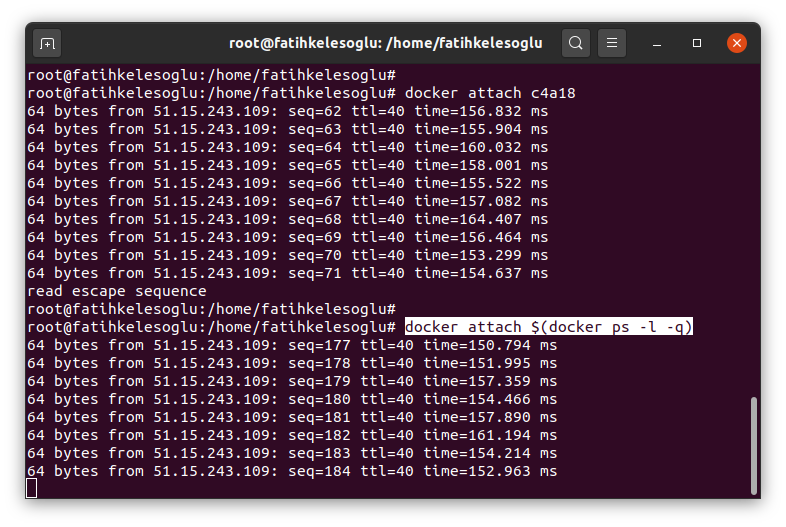 root@fatihkelesoglu: /home/fatihkelesoglu
root@fatihkelesoglu:/home/fatihkelesoglu#
root@fatihkelesoglu:/home/fatihkelesoglu# docker attach c4a18
64 bytes from 51.15.243.109: seq=62 ttl=40 time=156.832 ms
64 bytes from 51.15.243.109: seq=63 ttl=40 time=155.904 ms
64 bytes from 51.15.243.109: seq=64 ttl=40 time=160.032 ms
64 bytes from 51.15.243.109: seq=65 ttl=40 time=158.001 ms
64 bytes from 51.15.243.109: seq=66 ttl=40 time=155.522 ms
64 bytes from 51.15.243.109: seq=67 ttl=40 time=157.082 ms
64 bytes from 51.15.243.109: seq=68 ttl=40 time=164.407 ms
64 bytes from 51.15.243.109: seq=69 ttl=40 time=156.464 ms
64 bytes from 51.15.243.109: seq=70 ttl=40 time=153.299 ms
64 bytes from 51.15.243.109: seq=71 ttl=40 time=154.637 ms
read escape sequence
root@fatihkelesoglu:/home/fatihkelesoglu#
root@fatihkelesoglu:/home/fatihkelesoglu# docker attach $(docker ps -l -q)
64 bytes from 51.15.243.109: seq=177 ttl=40 time=150.794 ms
64 bytes from 51.15.243.109: seq=178 ttl=40 time=151.995 ms
64 bytes from 51.15.243.109: seq=179 ttl=40 time=157.359 ms
64 bytes from 51.15.243.109: seq=180 ttl=40 time=154.466 ms
64 bytes from 51.15.243.109: seq=181 ttl=40 time=157.890 ms
64 bytes from 51.15.243.109: seq=182 ttl=40 time=161.194 ms
64 bytes from 51.15.243.109: seq=183 ttl=40 time=154.214 ms
64 bytes from 51.15.243.109: seq=184 ttl=40 time=152.963 ms